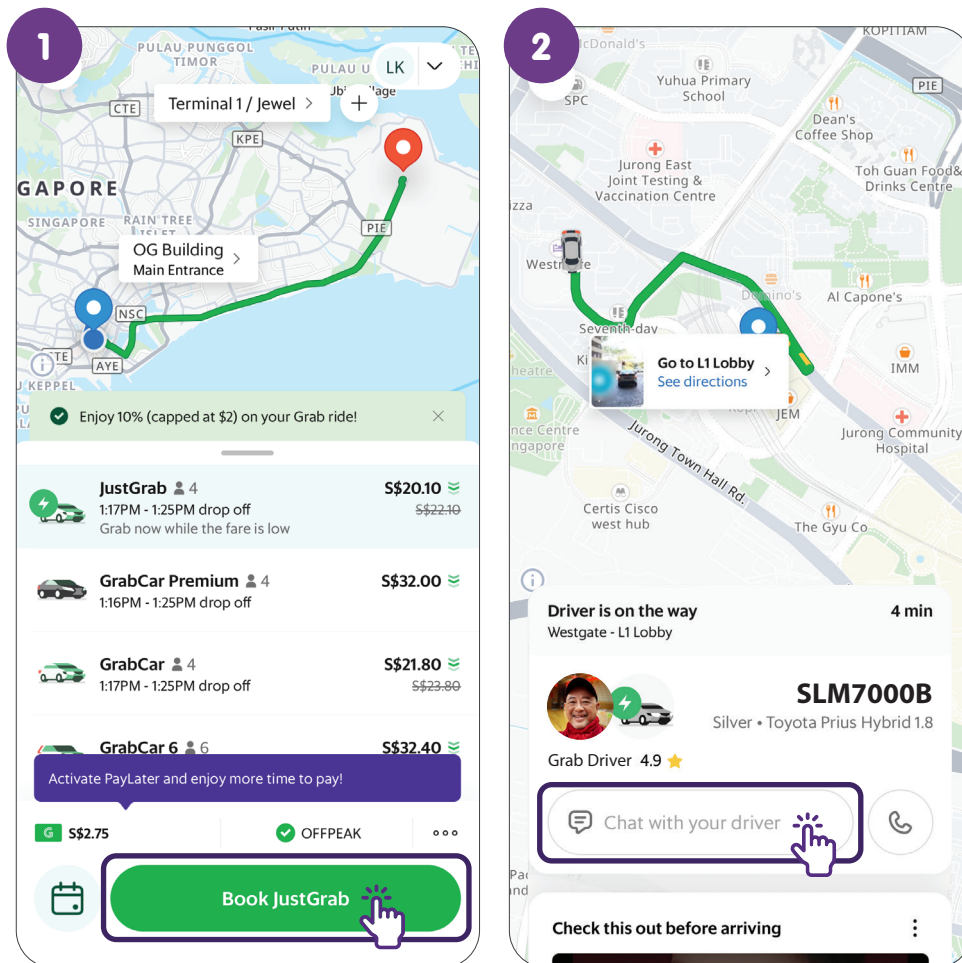 1
PULAU PUNGGOL
TIMOR
PULAU U
LK
CTE
Terminal 1 / Jewel
KPE
GAPORE
SINGAPORE
RAIN TREE
ISLET
PIE
OG Building
Main Entrance
NSC
AYE
KEPPEL
Enjoy 10% (capped at $2) on your Grab ride!
JustGrab 4
S$20.10
1:17PM - 1:25PM drop off
S$22.10
Grab now while the fare is low
GrabCar Premium 4
S$32.00
1:16PM - 1:25PM drop off
GrabCar 4
S$21.80
1:17PM - 1:25PM drop off
S$23.80
GrabCar 6 6
S$32.40
Activate PayLater and enjoy more time to pay!
G S$2.75
OFFPEAK
Book JustGrab
2
KOPITIAM
cDonald's
SPC
Yuhua Primary
School
PIE
Dean's
Coffee Shop
Jurong East
Joint Testing &
Vaccination Centre
Toh Guan Food&
Drinks Centre
izza
Domino's
Al Capone's
Seventh-day
Go to L1 Lobby
See directions
IMM
heatre
JEM
nce Centre
ngapore
Jurong Town Hall Rd.
Jurong Community
Hospital
Certis Cisco
west hub
The Gyu Co
Driver is on the way
4 min
Westgate - L1 Lobby
SLM7000B
Silver • Toyota Prius Hybrid 1.8
Grab Driver 4.9
Chat with your driver
Check this out before arriving